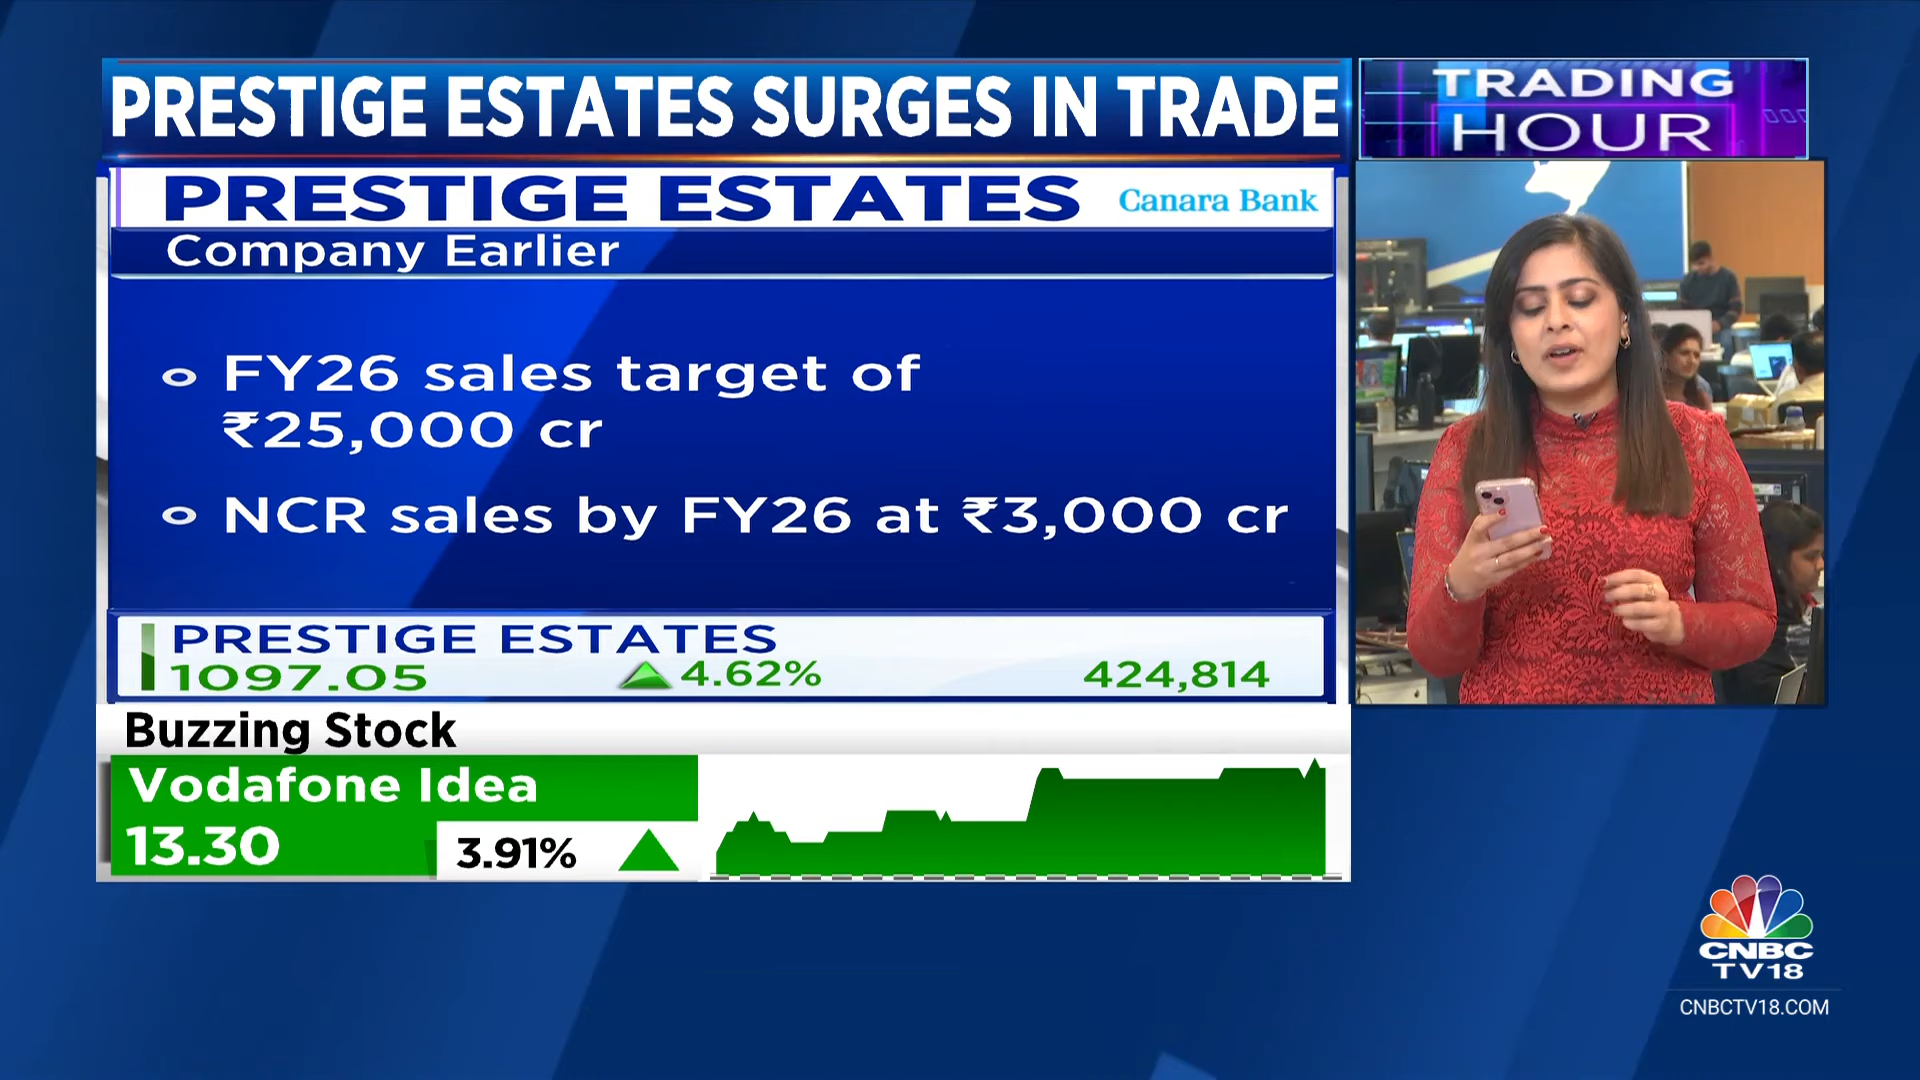 PRESTIGE ESTATES SURGES IN TRADE
TRADING
HOUR
PRESTIGE ESTATES
Canara Bank
Company Earlier
FY26 sales target of
₹25,000 cr
NCR sales by FY26 at ₹3,000 cr
PRESTIGE ESTATES
1097.05 4.62% 424,814
Buzzing Stock
Vodafone Idea
13.30 3.91%
CNBC
TV18
CNBCTV18.COM